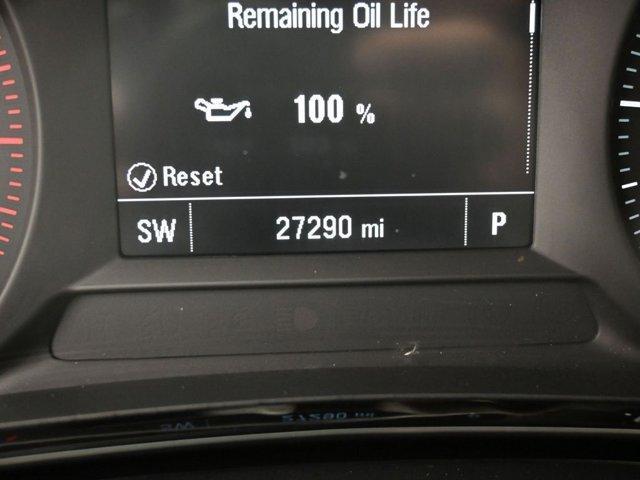 Remaining Oil Life
100 %
Reset
SW 27290 mi P